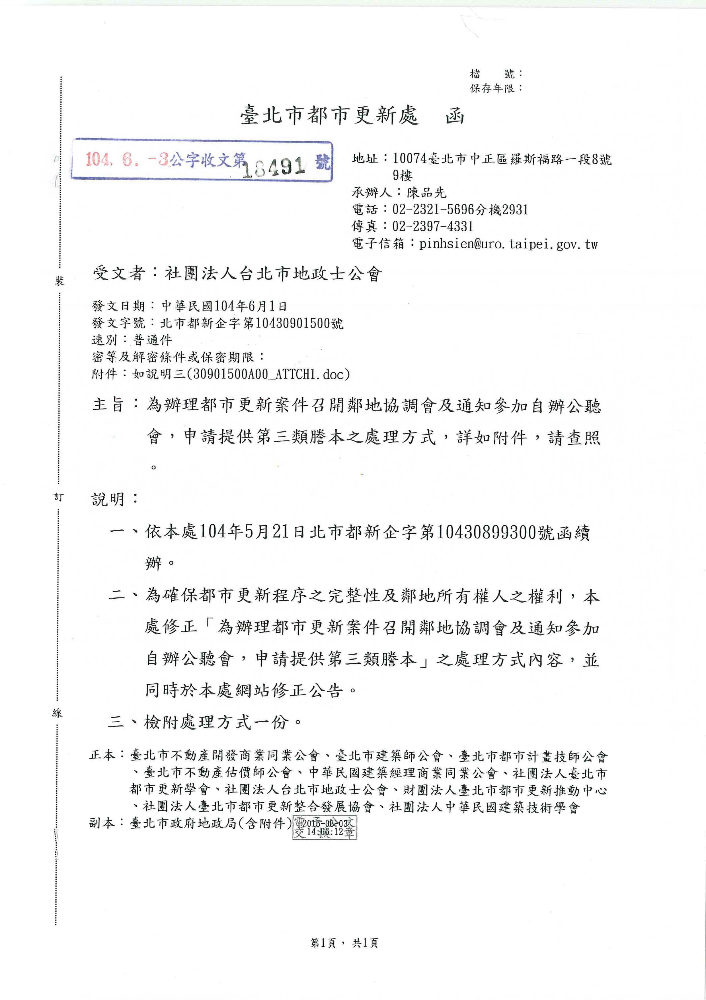 檔　　號：
保存年限：
臺北市都市更新處　函
104. 6. -3公字收文第18491號
地址：10074臺北市中正區羅斯福路一段8號
9樓
承辦人：陳品先
電話：02-2321-5696分機2931
傳真：02-2397-4331
電子信箱：pinhsien@uro.taipei.gov.tw
受文者：社團法人台北市地政士公會
裝
發文日期：中華民國104年6月1日
發文字號：北市都新企字第10430901500號
速別：普通件
密等及解密條件或保密期限：
附件：如說明三(30901500A00_ATTCH1.doc)
主旨：為辦理都市更新案件召開鄰地協調會及通知參加自辦公聽
會，申請提供第三類謄本之處理方式，詳如附件，請查照
。
訂
說明：
一、依本處104年5月21日北市都新企字第10430899300號函續
辦。
二、為確保都市更新程序之完整性及鄰地所有權人之權利，本
處修正「為辦理都市更新案件召開鄰地協調會及通知參加
自辦公聽會，申請提供第三類謄本」之處理方式內容，並
同時於本處網站修正公告。
線
三、檢附處理方式一份。
正本：臺北市不動產開發商業同業公會、臺北市建築師公會、臺北市都市計畫技師公會
、臺北市不動產估價師公會、中華民國建築經理商業同業公會、社團法人臺北市
都市更新學會、社團法人台北市地政士公會、財團法人臺北市都市更新推動中心
、社團法人臺北市都市更新整合發展協會、社團法人中華民國建築技術學會
副本：臺北市政府地政局(含附件)
電子公文
交換章
2015-06-03
14:06:12
第1頁，共1頁